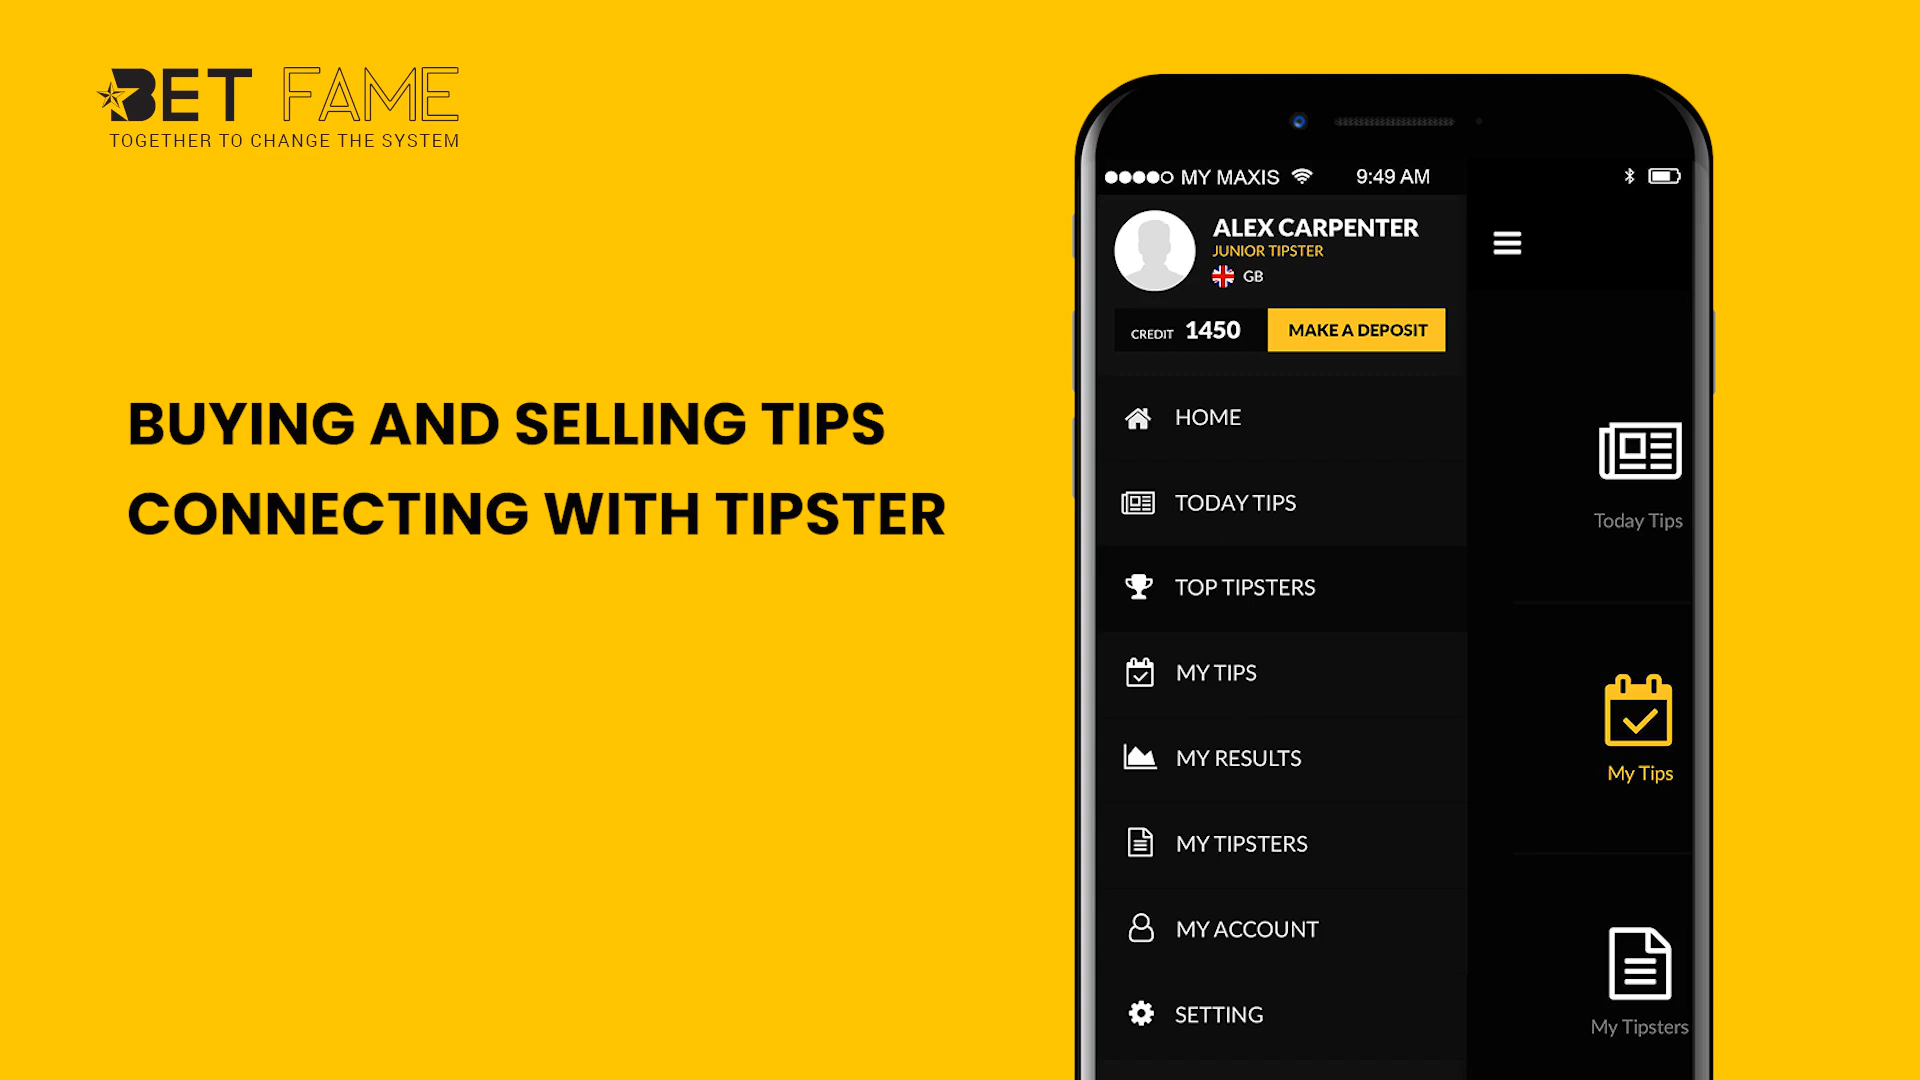 BET FAME
TOGETHER TO CHANGE THE SYSTEM
BUYING AND SELLING TIPS
CONNECTING WITH TIPSTER
MY MAXIS 9:49 AM
ALEX CARPENTER
JUNIOR TIPSTER
GB
CREDIT 1450 MAKE A DEPOSIT
HOME
TODAY TIPS
TOP TIPSTERS
MY TIPS
MY RESULTS
MY TIPSTERS
MY ACCOUNT
SETTING
Today Tips
My Tips
My Tipsters